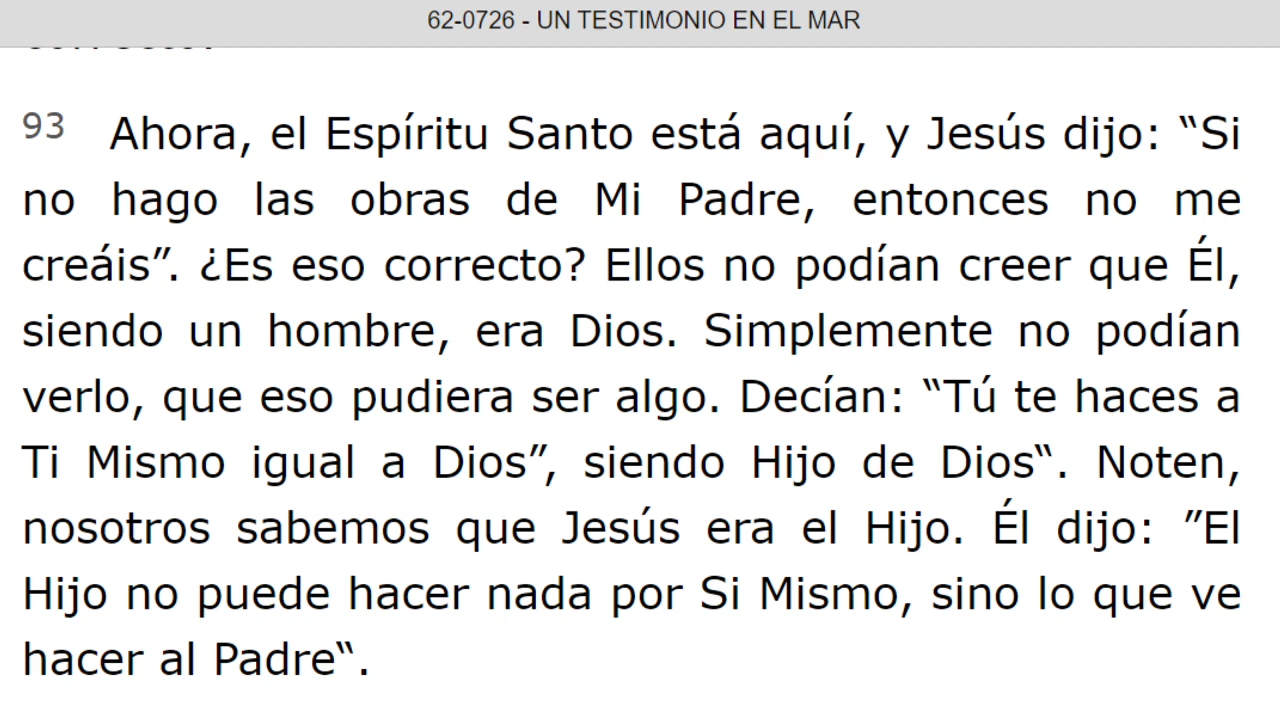 62-0726 - UN TESTIMONIO EN EL MAR
93 Ahora, el Espíritu Santo está aquí, y Jesús dijo: “Si
no hago las obras de Mi Padre, entonces no me
creáis”. ¿Es eso correcto? Ellos no podían creer que Él,
siendo un hombre, era Dios. Simplemente no podían
verlo, que eso pudiera ser algo. Decían: “Tú te haces a
Ti Mismo igual a Dios”, siendo Hijo de Dios“. Noten,
nosotros sabemos que Jesús era el Hijo. Él dijo: ”El
Hijo no puede hacer nada por Si Mismo, sino lo que ve
hacer al Padre“.